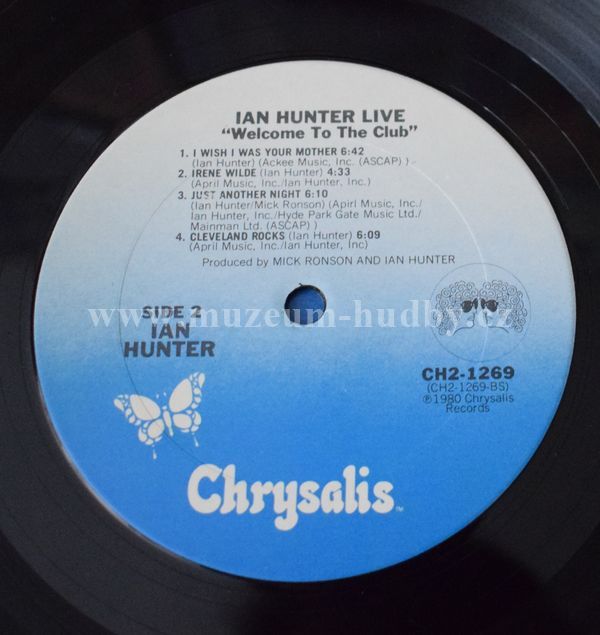 IAN HUNTER LIVE
"Welcome To The Club"
1. I WISH I WAS YOUR MOTHER 6:42
(Ian Hunter) (Ackee Music, Inc. (ASCAP) )
2. IRENE WILDE (Ian Hunter) 4:33
(April Music, Inc./Ian Hunter, Inc.)
3. JUST ANOTHER NIGHT 6:10
(Ian Hunter/Mick Ronson) (Apirl Music, Inc./
Ian Hunter, Inc./Hyde Park Gate Music Ltd./
Mainman Ltd. (ASCAP) )
4. CLEVELAND ROCKS (Ian Hunter) 6:09
(April Music, Inc./Ian Hunter, Inc)
Produced by MICK RONSON AND IAN HUNTER
SIDE 2
IAN
HUNTER
www.muzeum-hudby.cz
CH2-1269
(CH2-1269-BS)
℗1980 Chrysalis
Records
Chrysalis™